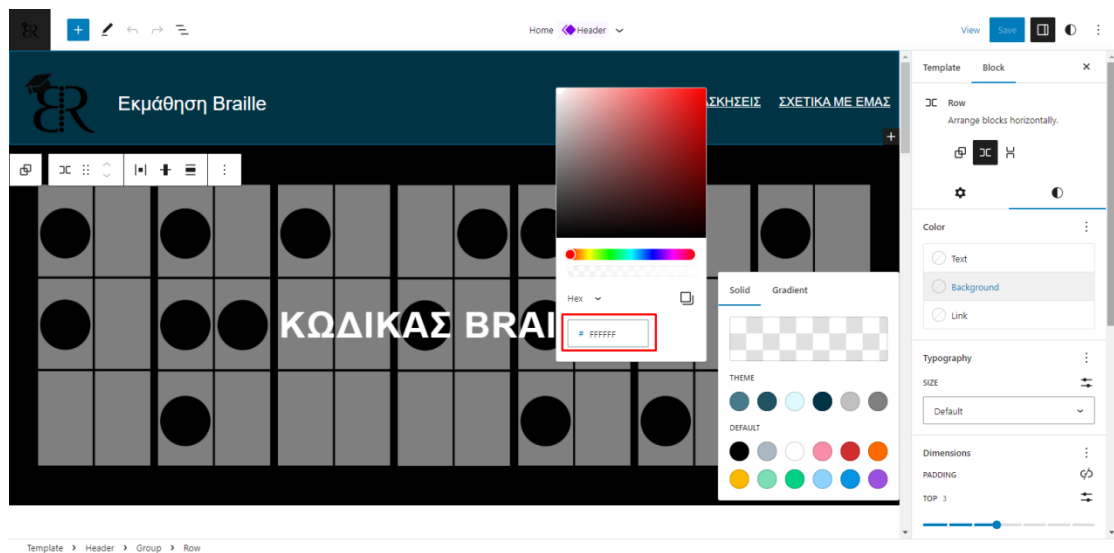 Home Header
View Save
Template Block
Εκμάθηση Braille
ΣΚΗΣΕΙΣ ΣΧΕΤΙΚΑ ΜΕ ΕΜΑΣ
Row
Arrange blocks horizontally.
Color
Text
Background
Link
Solid Gradient
Hex
# FFFFFF
ΚΩΔΙΚΑΣ BRAI
THEME
DEFAULT
Typography
SIZE
Default
Dimensions
PADDING
TOP 3
Template > Header > Group > Row